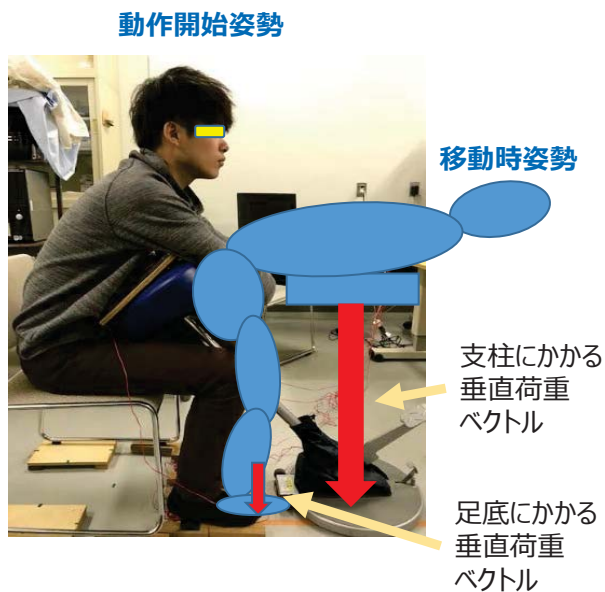 動作開始姿勢
移動時姿勢
支柱にかかる
垂直荷重
ベクトル
足底にかかる
垂直荷重
ベクトル